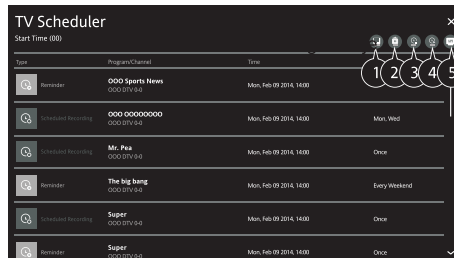 TV Scheduler
Start Time (00)
Type Program/Channel Time
1 2 3 4 5
Reminder OOO Sports News Mon, Feb 09 2014, 14:00
OOO DTV 0-0
Scheduled Recording OOO OOOOOOOO Mon, Feb 09 2014, 14:00 Mon, Wed
OOO DTV 0-0
Scheduled Recording Mr. Pea Mon, Feb 09 2014, 14:00 Once
OOO DTV 0-0
Reminder The big bang Mon, Feb 09 2014, 14:00 Every Weekend
OOO DTV 0-0
Scheduled Recording Super Mon, Feb 09 2014, 14:00 Once
OOO DTV 0-0
Reminder Super Mon, Feb 09 2014, 14:00 Once
OOO DTV 0-0